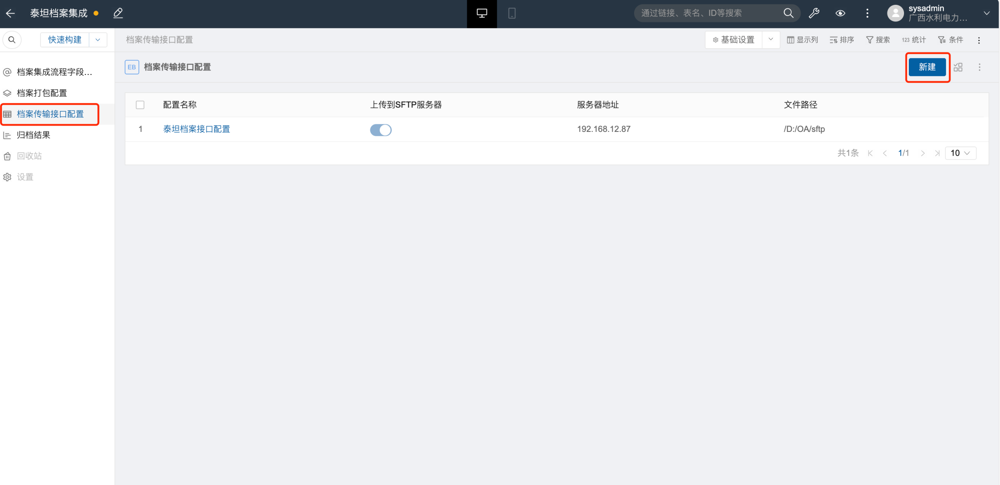 泰坦档案集成
通过链接、表名、ID等搜索
sysadmin
广西水利电力...
快速构建
档案传输接口配置
基础设置
显示列
排序
搜索
123 统计
条件
档案集成流程字段...
档案打包配置
档案传输接口配置
归档结果
回收站
设置
EB 档案传输接口配置
新建
配置名称 上传到SFTP服务器 服务器地址 文件路径
1 泰坦档案接口配置 192.168.12.87 /D:/OA/sftp
共1条 1/1 10